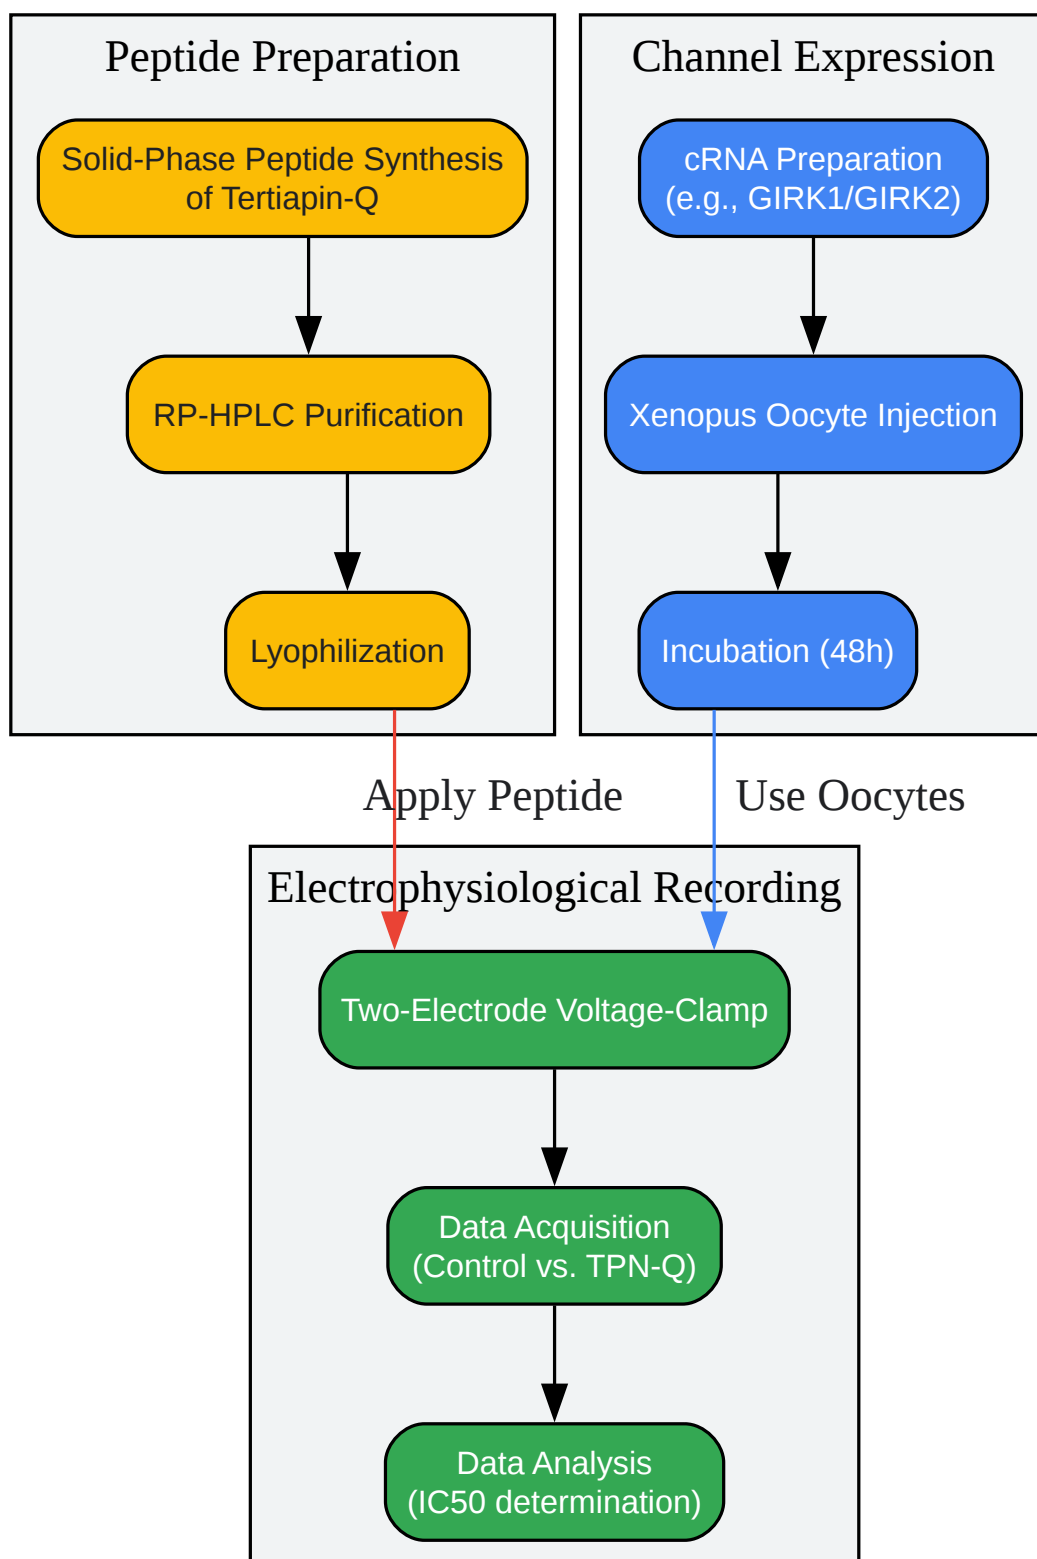 Peptide Preparation
Solid-Phase Peptide Synthesis
of Tertiapin-Q
RP-HPLC Purification
Lyophilization
Channel Expression
cRNA Preparation
(e.g., GIRK1/GIRK2)
Xenopus Oocyte Injection
Incubation (48h)
Apply Peptide
Use Oocytes
Electrophysiological Recording
Two-Electrode Voltage-Clamp
Data Acquisition
(Control vs. TPN-Q)
Data Analysis
(IC50 determination)